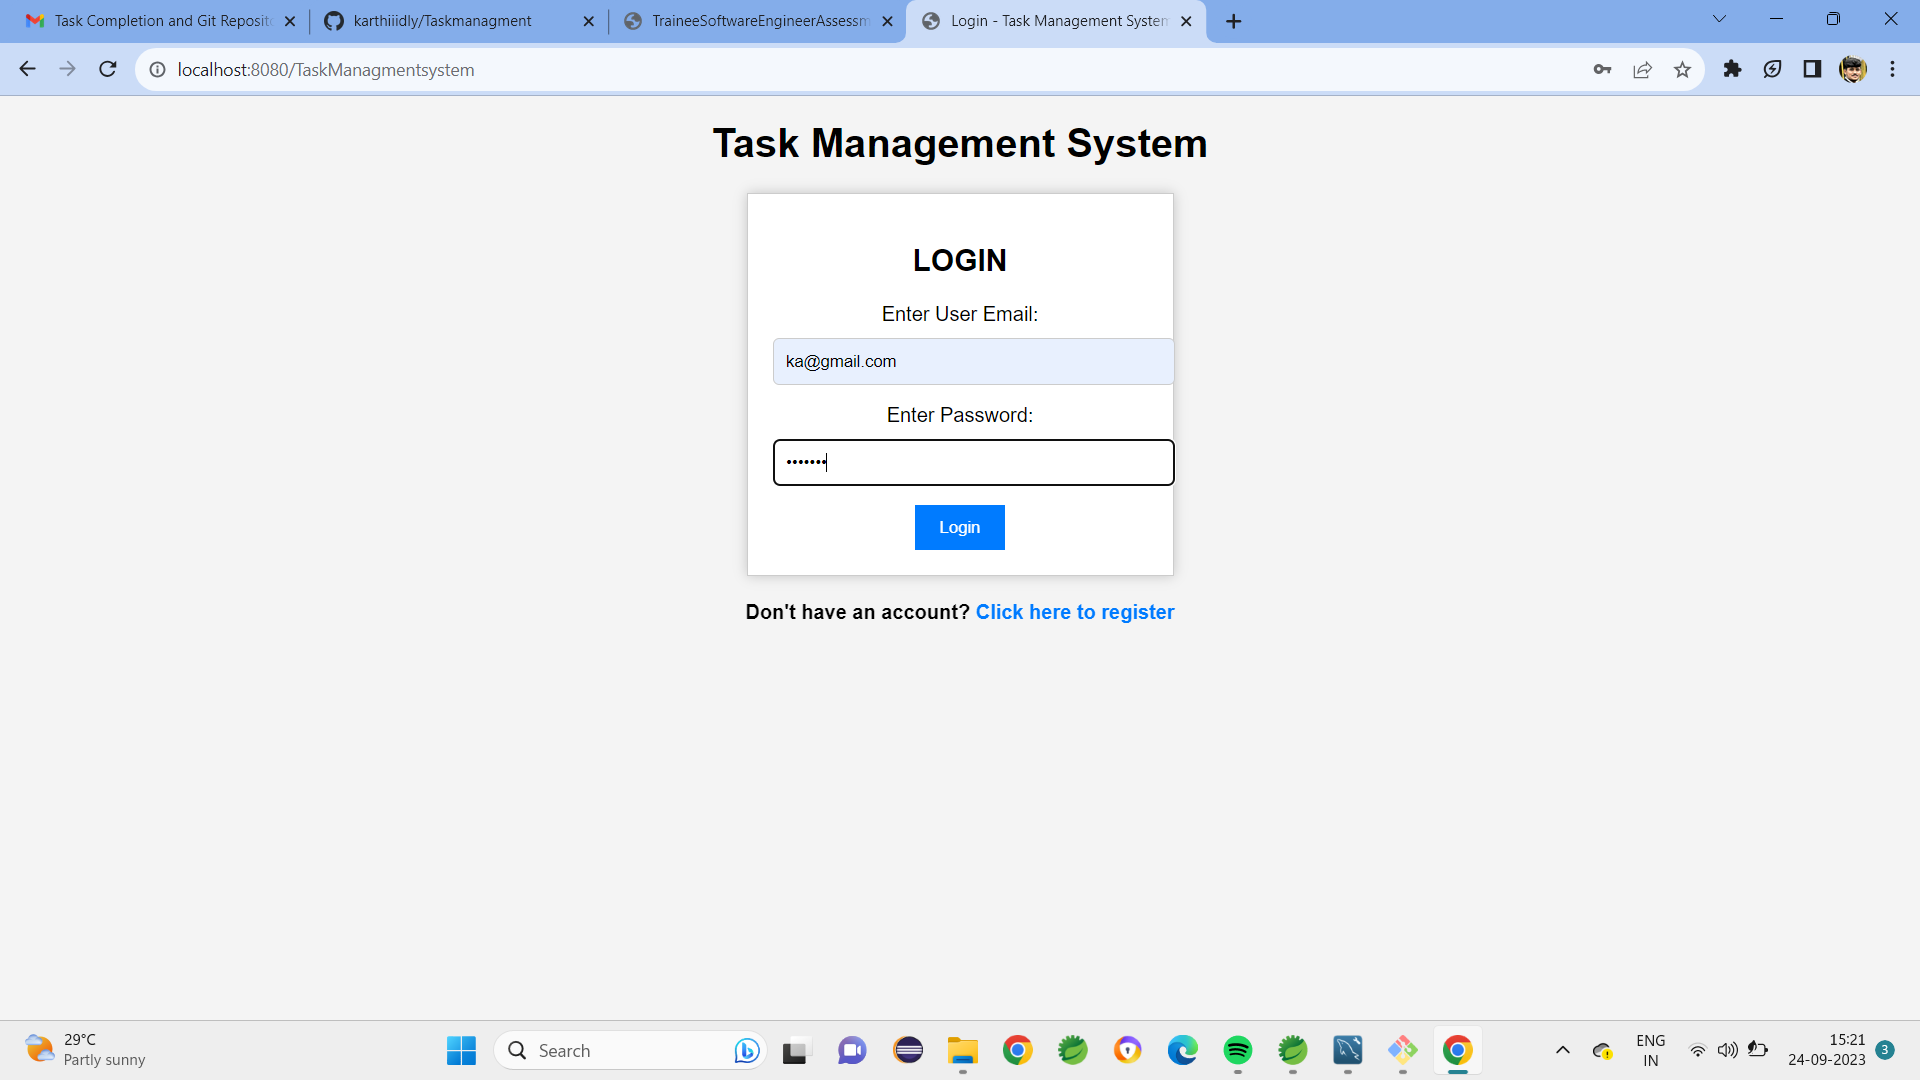 Task Completion and Git Reposito
karthiiidly/Taskmanagment
TraineeSoftwareEngineerAssessm
Login - Task Management System
localhost:8080/TaskManagmentsystem
Task Management System
LOGIN
Enter User Email:
ka@gmail.com
Enter Password:
•••••••
Login
Don't have an account? Click here to register
29°C
Partly sunny
Search
ENG
IN
15:21
24-09-2023
3